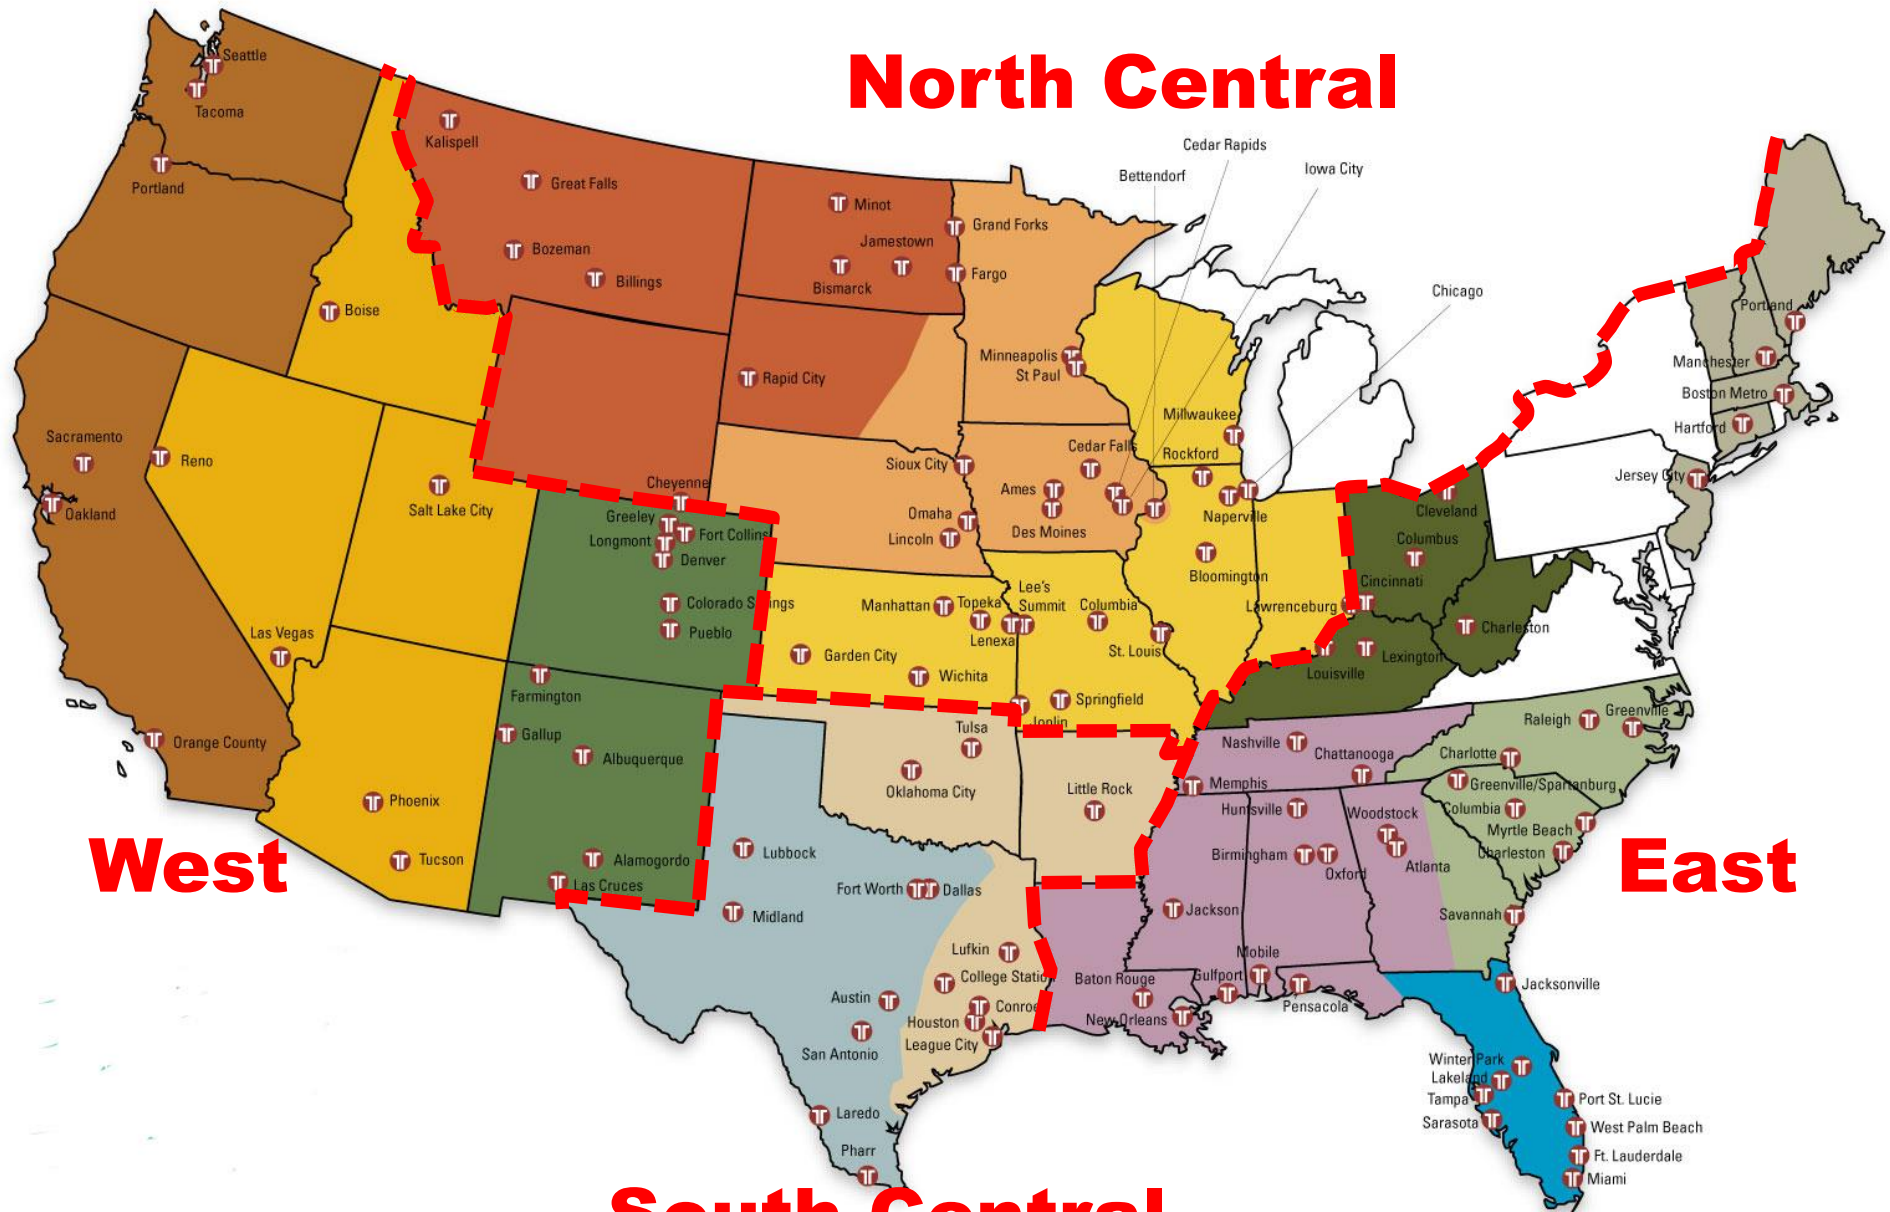 North Central
Seattle
Tacoma
Portland
Kalispell
Great Falls
Bozeman
Billings
Boise
Minot
Jamestown
Bismarck
Grand Forks
Fargo
Cedar Rapids
Bettendorf
Iowa City
Chicago
Minneapolis
St Paul
Rapid City
Portland
Manchester
Boston Metro
Hartford
Jersey City
Sacramento
Oakland
Reno
Salt Lake City
Cheyenne
Greeley
Fort Collins
Longmont
Denver
Colorado Springs
Pueblo
Sioux City
Omaha
Lincoln
Cedar Falls
Ames
Des Moines
Millwaukee
Rockford
Naperville
Bloomington
Cleveland
Columbus
Cincinnati
Lawrenceburg
Charleston
Louisville
Lexington
Las Vegas
Manhattan
Topeka
Lee's
Summit
Lenexa
Columbia
St. Louis
Garden City
Wichita
Springfield
Joplin
Orange County
Phoenix
Tucson
Farmington
Gallup
Albuquerque
Alamogordo
Las Cruces
Tulsa
Oklahoma City
Little Rock
Nashville
Chattanooga
Memphis
Huntsville
Woodstock
Birmingham
Oxford
Atlanta
Raleigh
Greenville
Charlotte
Greenville/Spartanburg
Columbia
Myrtle Beach
Charleston
Savannah
West
East
Lubbock
Fort Worth
Dallas
Midland
Lufkin
College Station
Austin
Conroe
Houston
League City
San Antonio
Laredo
Pharr
Jackson
Mobile
Baton Rouge
Gulfport
New Orleans
Pensacola
Jacksonville
Winter Park
Lakeland
Tampa
Sarasota
Port St. Lucie
West Palm Beach
Ft. Lauderdale
Miami
South Central